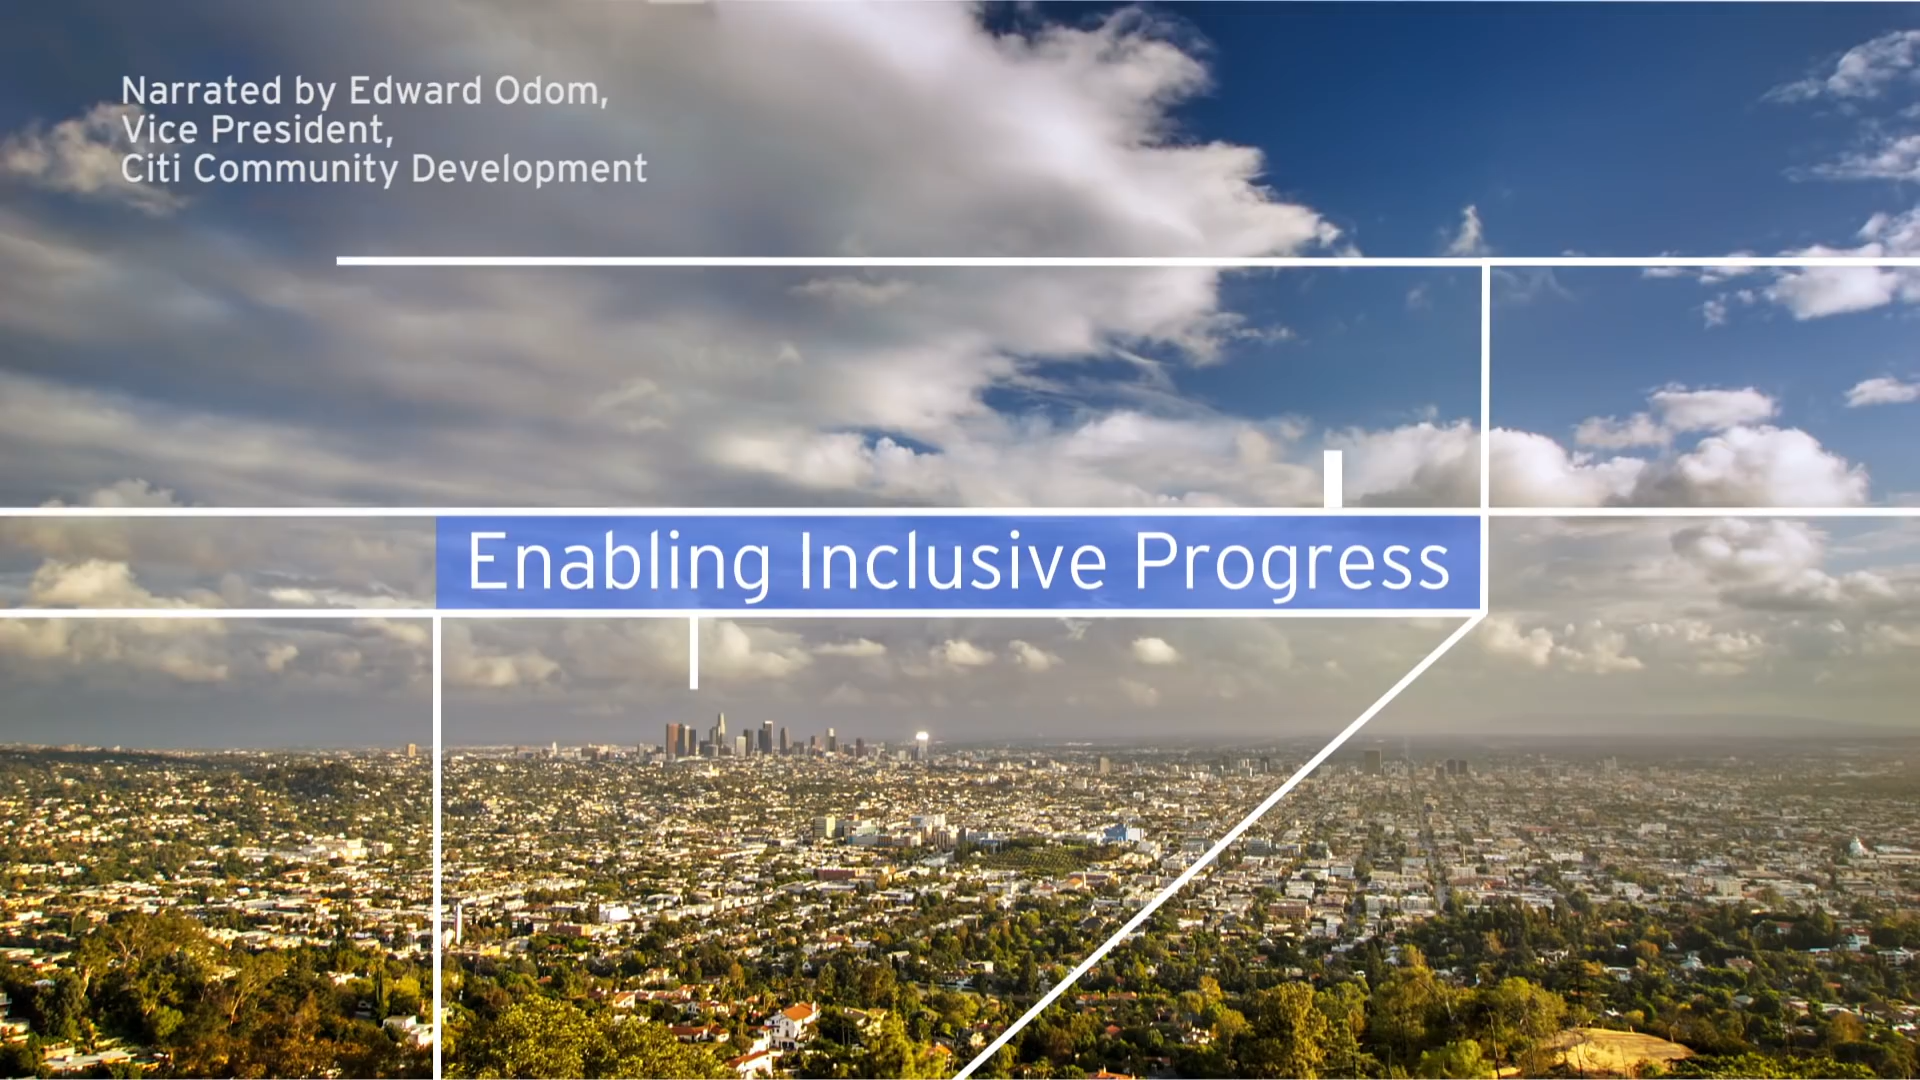 Narrated by Edward Odom,
Vice President,
Citi Community Development
Enabling Inclusive Progress